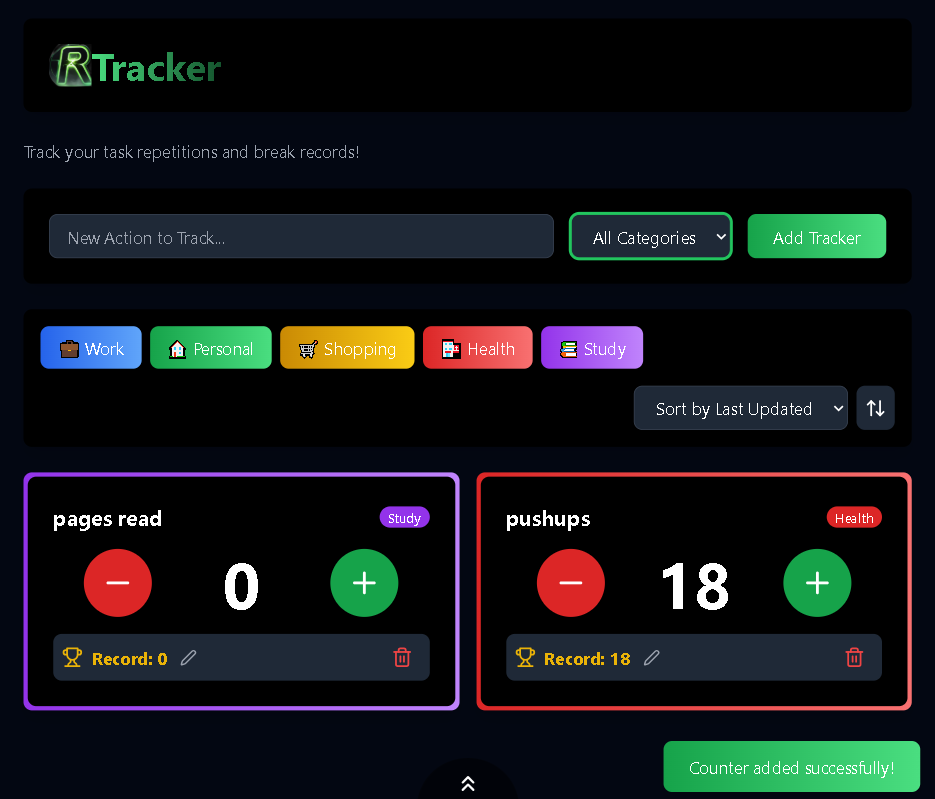 RTracker
Track your task repetitions and break records!
New Action to Track... All Categories Add Tracker
Work Personal Shopping Health Study
Sort by Last Updated
pages read Study
0
Record: 0
pushups Health
18
Record: 18
Counter added successfully!